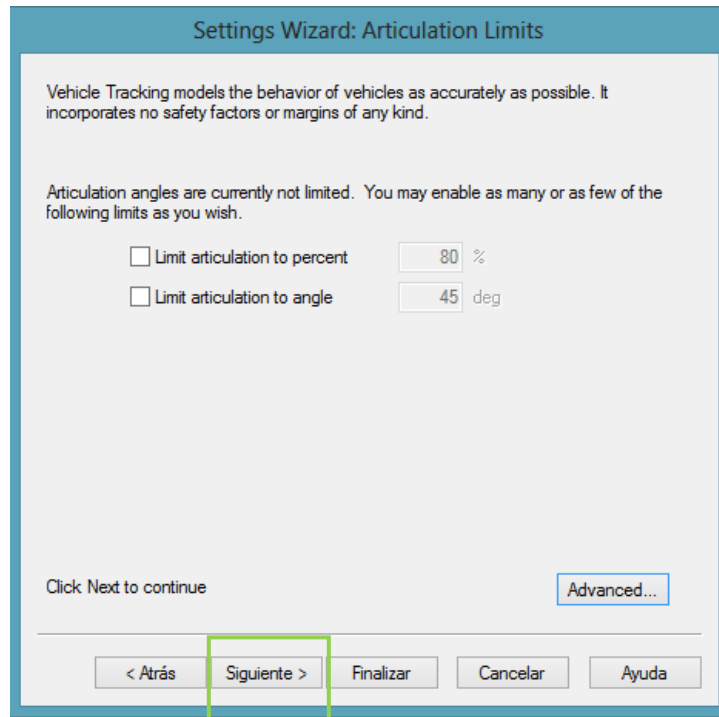 Settings Wizard: Articulation Limits
Vehicle Tracking models the behavior of vehicles as accurately as possible. It
incorporates no safety factors or margins of any kind.
Articulation angles are currently not limited. You may enable as many or as few of the
following limits as you wish.
Limit articulation to percent 80 %
Limit articulation to angle 45 deg
Click Next to continue Advanced...
< Atrás Siguiente > Finalizar Cancelar Ayuda